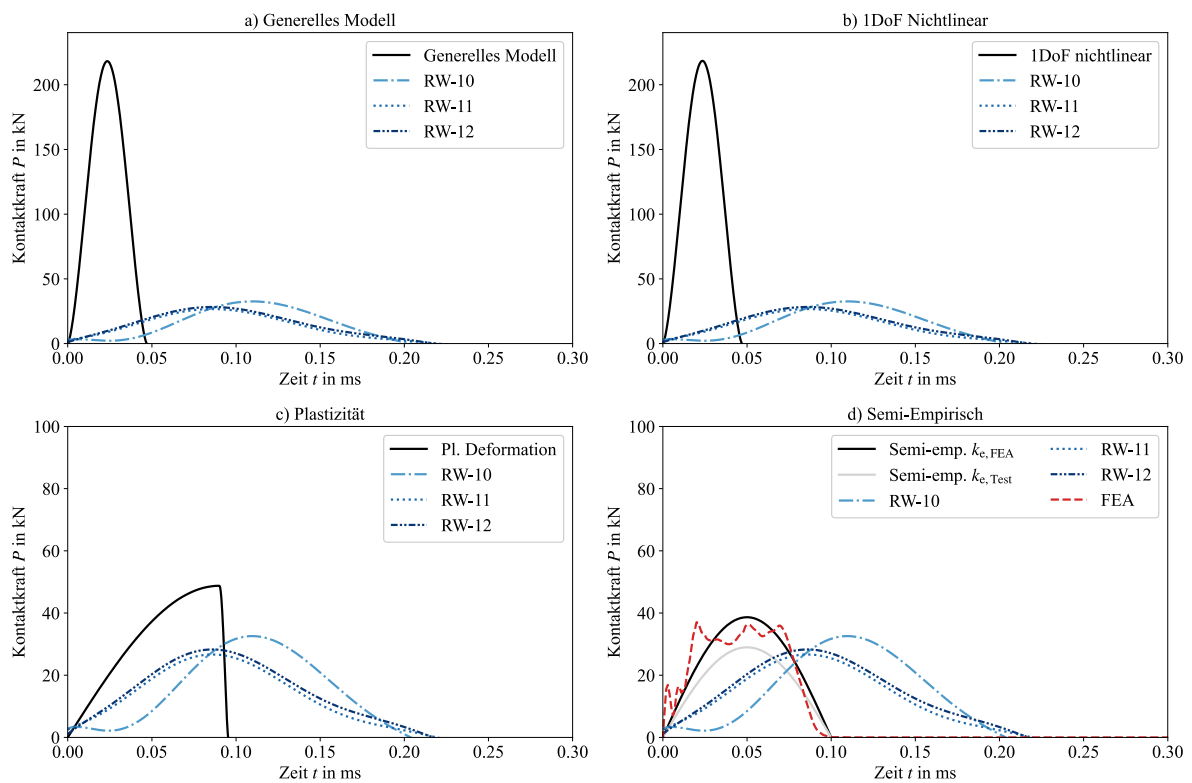 a) Generelles Modell
Kontaktkraft P in kN
200
150
100
50
0
Generelles Modell
RW-10
RW-11
RW-12
0.00 0.05 0.10 0.15 0.20 0.25 0.30
Zeit t in ms
b) 1DoF Nichtlinear
Kontaktkraft P in kN
200
150
100
50
0
1DoF nichtlinear
RW-10
RW-11
RW-12
0.00 0.05 0.10 0.15 0.20 0.25 0.30
Zeit t in ms
c) Plastizität
Kontaktkraft P in kN
100
80
60
40
20
0
Pl. Deformation
RW-10
RW-11
RW-12
0.00 0.05 0.10 0.15 0.20 0.25 0.30
Zeit t in ms
d) Semi-Empirisch
Kontaktkraft P in kN
100
80
60
40
20
0
Semi-emp. ke, FEA
Semi-emp. ke, Test
RW-10
RW-11
RW-12
FEA
0.00 0.05 0.10 0.15 0.20 0.25 0.30
Zeit t in ms